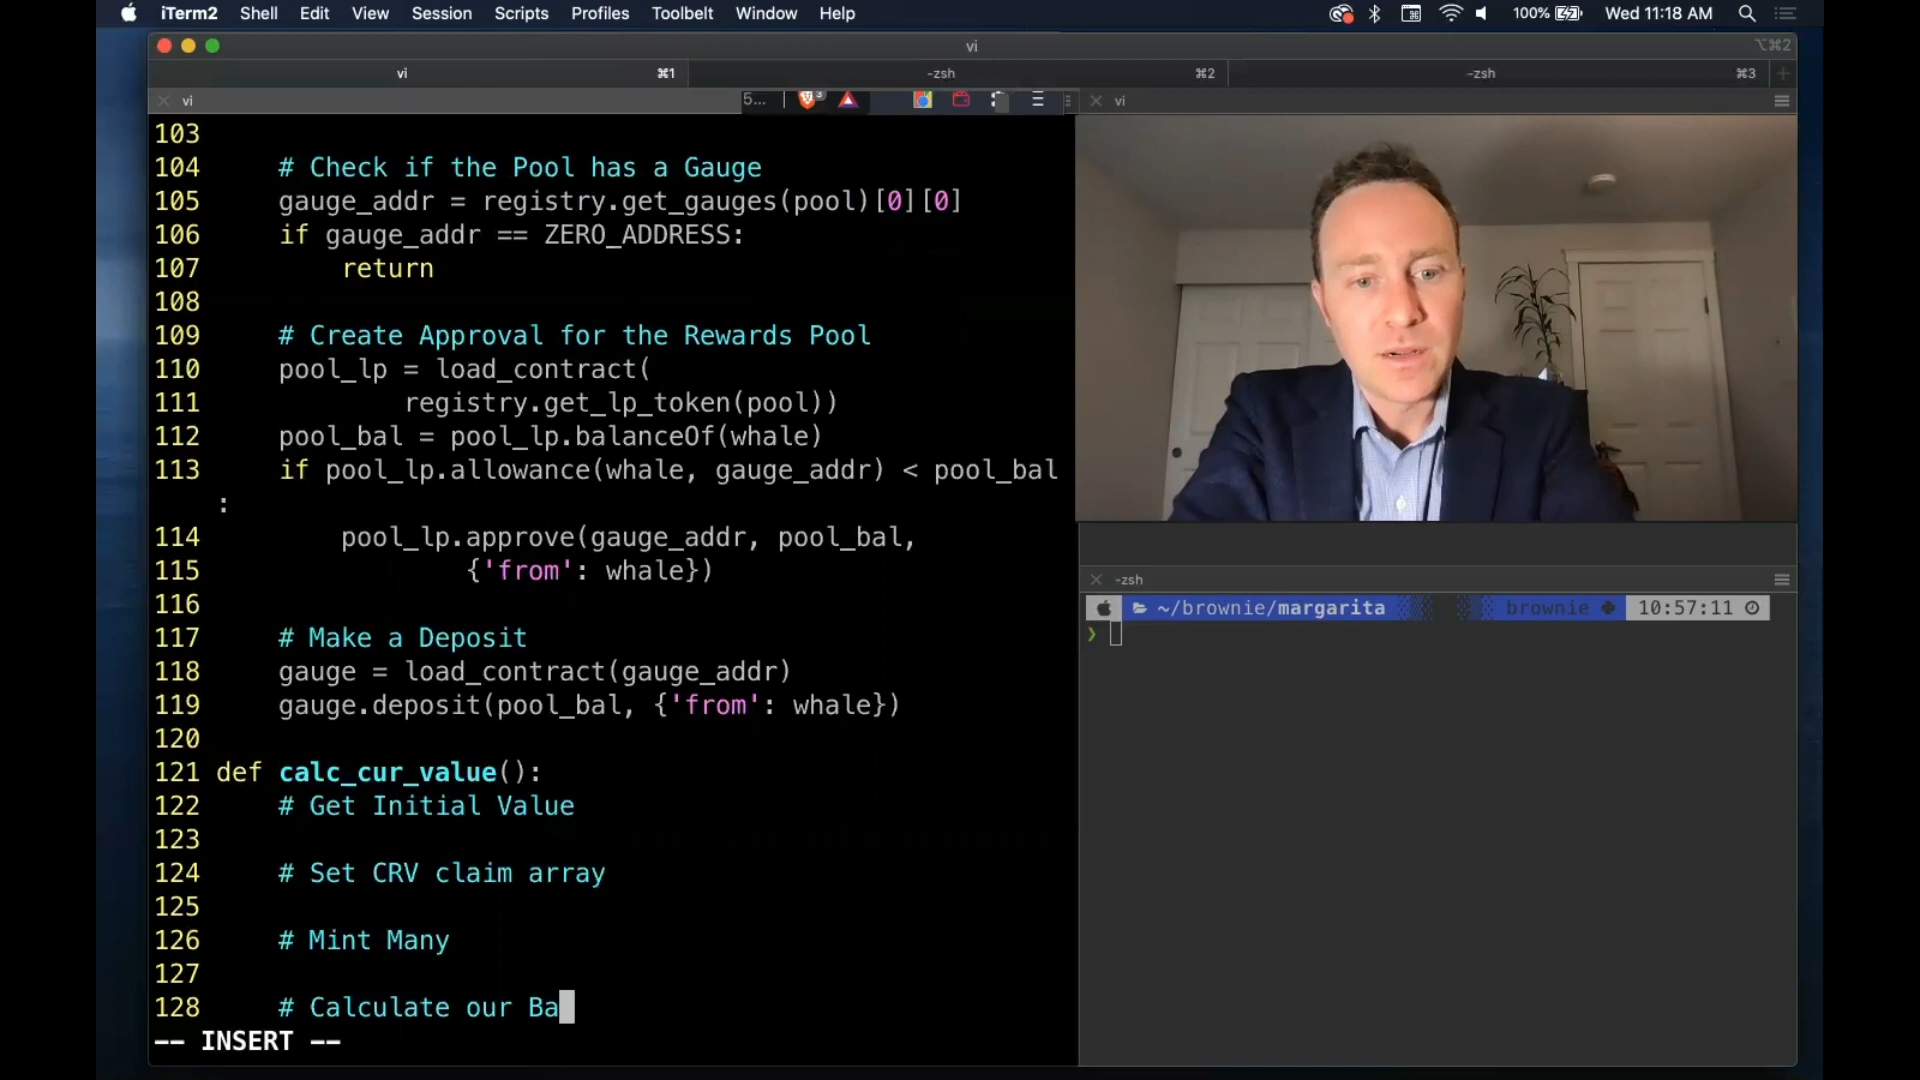 iTerm2 Shell Edit View Session Scripts Profiles Toolbelt Window Help 100% Wed 11:18 AM
vi ⌥⌘2
vi ⌘1 -zsh ⌘2 -zsh ⌘3
vi 5... 3 vi
103
104 # Check if the Pool has a Gauge
105 gauge_addr = registry.get_gauges(pool)[0][0]
106 if gauge_addr == ZERO_ADDRESS:
107 return
108
109 # Create Approval for the Rewards Pool
110 pool_lp = load_contract(
111 registry.get_lp_token(pool))
112 pool_bal = pool_lp.balanceOf(whale)
113 if pool_lp.allowance(whale, gauge_addr) < pool_bal
:
114 pool_lp.approve(gauge_addr, pool_bal,
115 {'from': whale})
116
117 # Make a Deposit
118 gauge = load_contract(gauge_addr)
119 gauge.deposit(pool_bal, {'from': whale})
120
121 def calc_cur_value():
122 # Get Initial Value
123
124 # Set CRV claim array
125
126 # Mint Many
127
128 # Calculate our Ba
-- INSERT --
-zsh
~/brownie/margarita brownie 10:57:11
❯